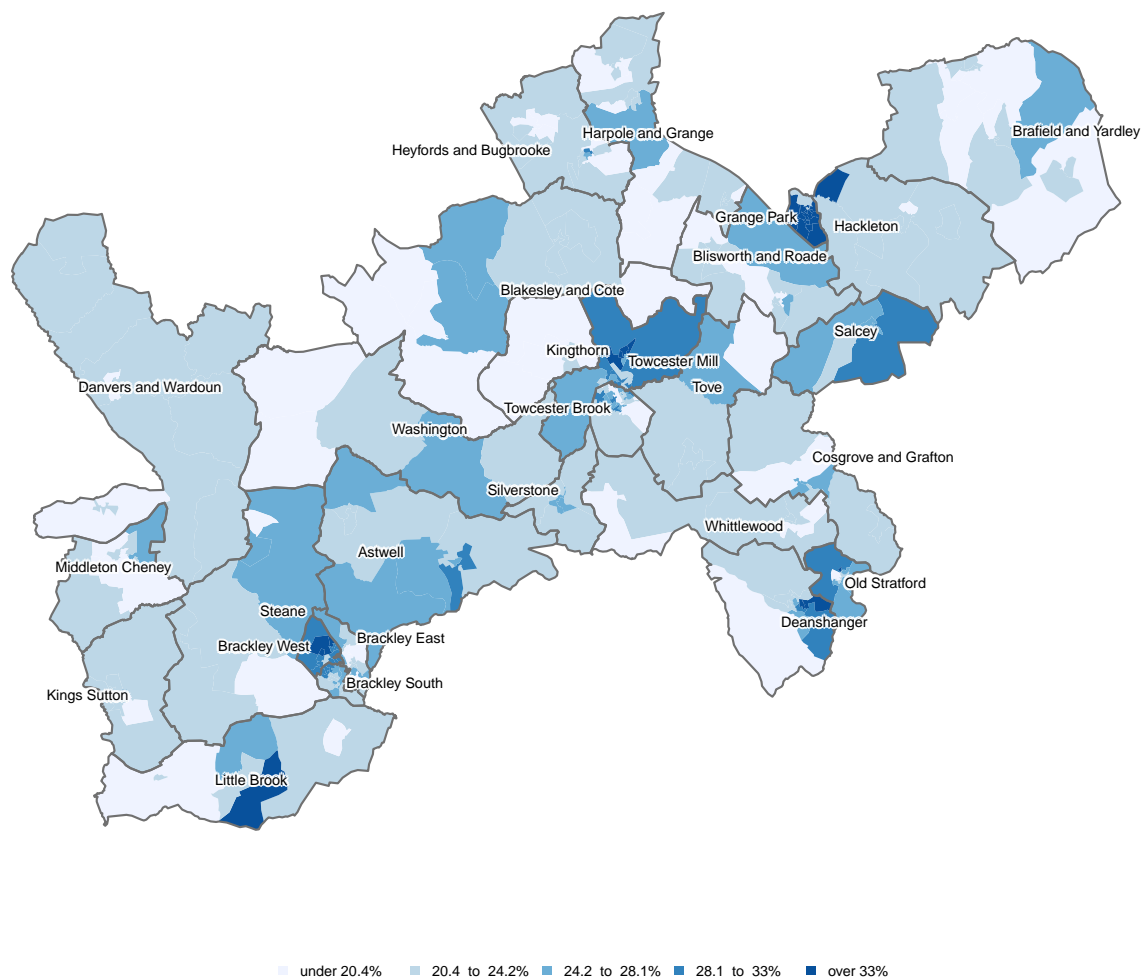 Brafield and Yardley
Harpole and Grange
Heyfords and Bugbrooke
Grange Park
Hackleton
Blisworth and Roade
Blakesley and Cote
Salcey
Kingthorn
Towcester Mill
Danvers and Wardoun
Tove
Towcester Brook
Washington
Cosgrove and Grafton
Silverstone
Whittlewood
Astwell
Middleton Cheney
Old Stratford
Steane
Deanshanger
Brackley East
Brackley West
Brackley South
Kings Sutton
Little Brook
under 20.4% 20.4 to 24.2% 24.2 to 28.1% 28.1 to 33% over 33%